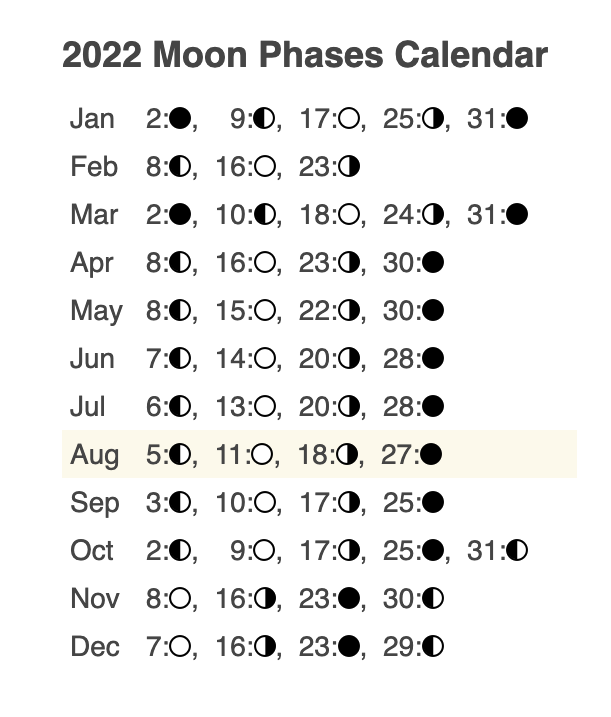 2022 Moon Phases Calendar
Jan 2:●, 9:◐, 17:○, 25:◑, 31:●
Feb 8:◐, 16:○, 23:◑
Mar 2:●, 10:◐, 18:○, 24:◑, 31:●
Apr 8:◐, 16:○, 23:◑, 30:●
May 8:◐, 15:○, 22:◑, 30:●
Jun 7:◐, 14:○, 20:◑, 28:●
Jul 6:◐, 13:○, 20:◑, 28:●
Aug 5:◐, 11:○, 18:◑, 27:●
Sep 3:◐, 10:○, 17:◑, 25:●
Oct 2:◐, 9:○, 17:◑, 25:●, 31:◐
Nov 8:○, 16:◑, 23:●, 30:◐
Dec 7:○, 16:◑, 23:●, 29:◐